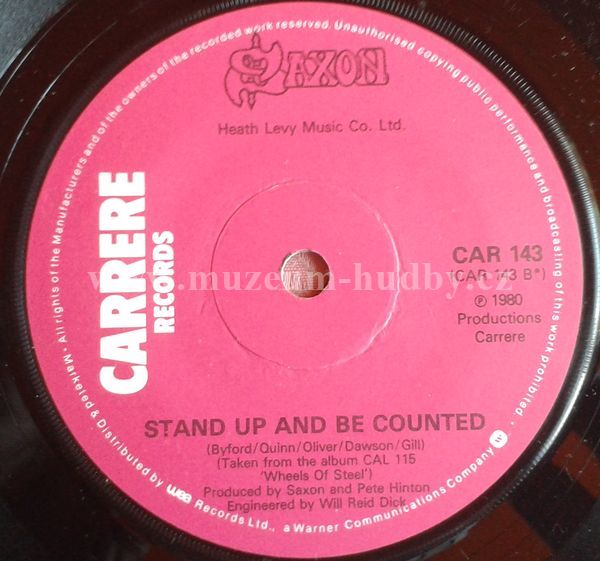 SAXON
Heath Levy Music Co. Ltd.
CARRERE
RECORDS
CAR 143
(CAR 143 B*)
℗ 1980
Productions
Carrere
www.muzeum-hudby.cz
STAND UP AND BE COUNTED
(Byford/Quinn/Oliver/Dawson/Gill)
(Taken from the album CAL 115
'Wheels Of Steel')
Produced by Saxon and Pete Hinton
Engineered by Will Reid Dick
• All rights of the Manufacturers and of the owners of the recorded work reserved. Unauthorised copying public performance and broadcasting of this work prohibited. •
Marketed & Distributed by wea Records Ltd., a Warner Communications Company W